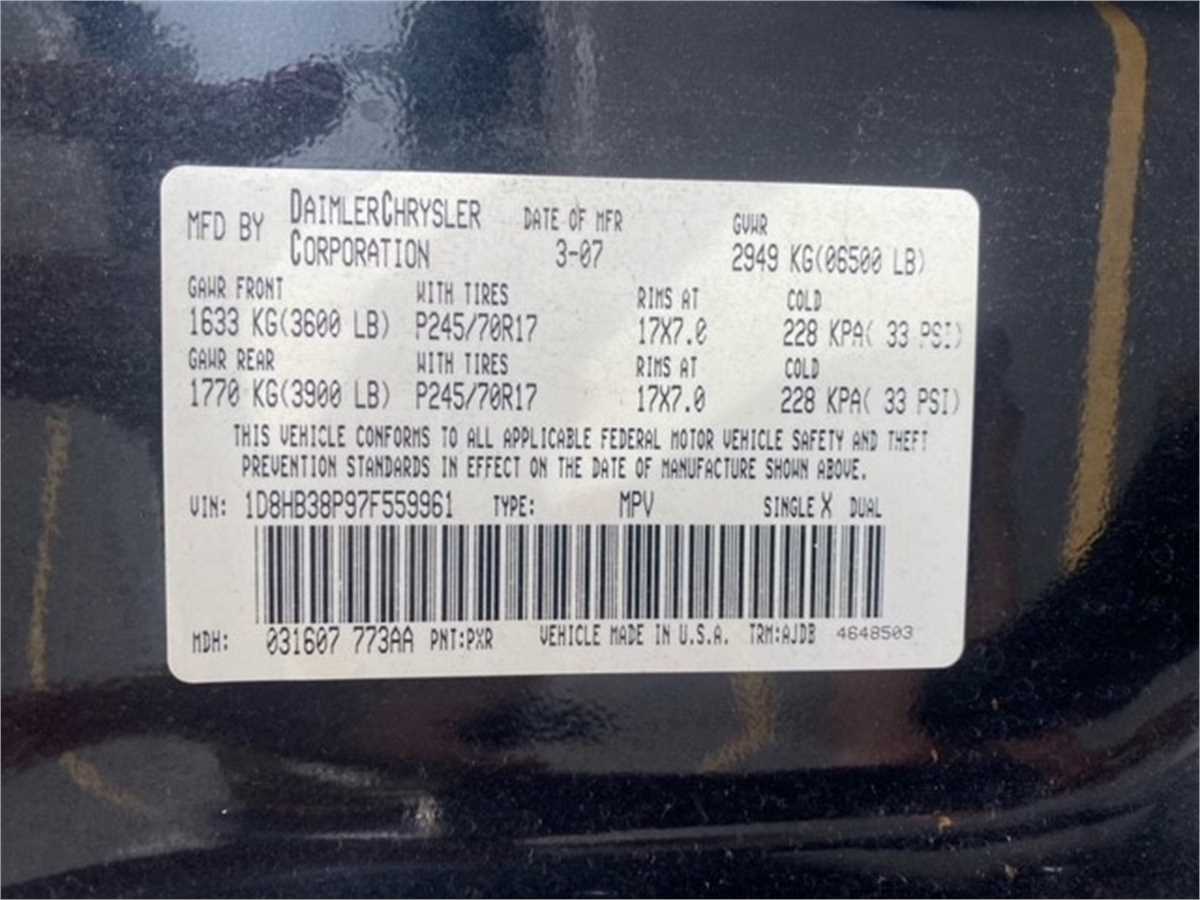 MFD BY DAIMLERCHRYSLER CORPORATION DATE OF MFR 3-07 GVWR 2949 KG(06500 LB)
GAWR FRONT WITH TIRES RIMS AT COLD
1633 KG(3600 LB) P245/70R17 17X7.0 228 KPA( 33 PSI)
GAWR REAR WITH TIRES RIMS AT COLD
1770 KG(3900 LB) P245/70R17 17X7.0 228 KPA( 33 PSI)
THIS VEHICLE CONFORMS TO ALL APPLICABLE FEDERAL MOTOR VEHICLE SAFETY AND THEFT
PREVENTION STANDARDS IN EFFECT ON THE DATE OF MANUFACTURE SHOWN ABOVE.
VIN: 1D8HB38P97F559961 TYPE: MPV SINGLE X DUAL
MDH: 031607 773AA PNT:PXR VEHICLE MADE IN U.S.A. TRM:AJDB 4648503